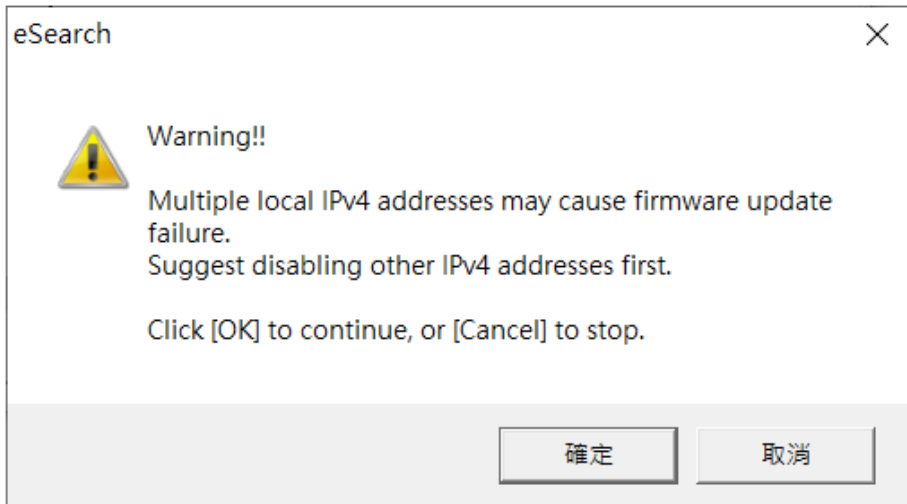 eSearch
Warning!!
Multiple local IPv4 addresses may cause firmware update
failure.
Suggest disabling other IPv4 addresses first.
Click [OK] to continue, or [Cancel] to stop.
確定
取消